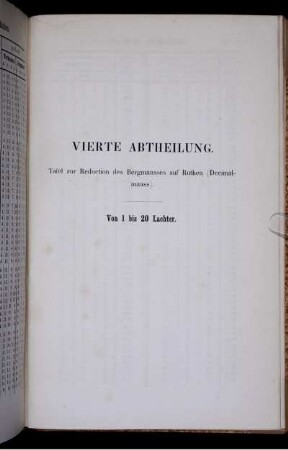 VIERTE ABTHEILUNG.
Tafel zur Reduction des Bergmaasses auf Ruthen (Decimal-
maass).
Von 1 bis 20 Lachter.